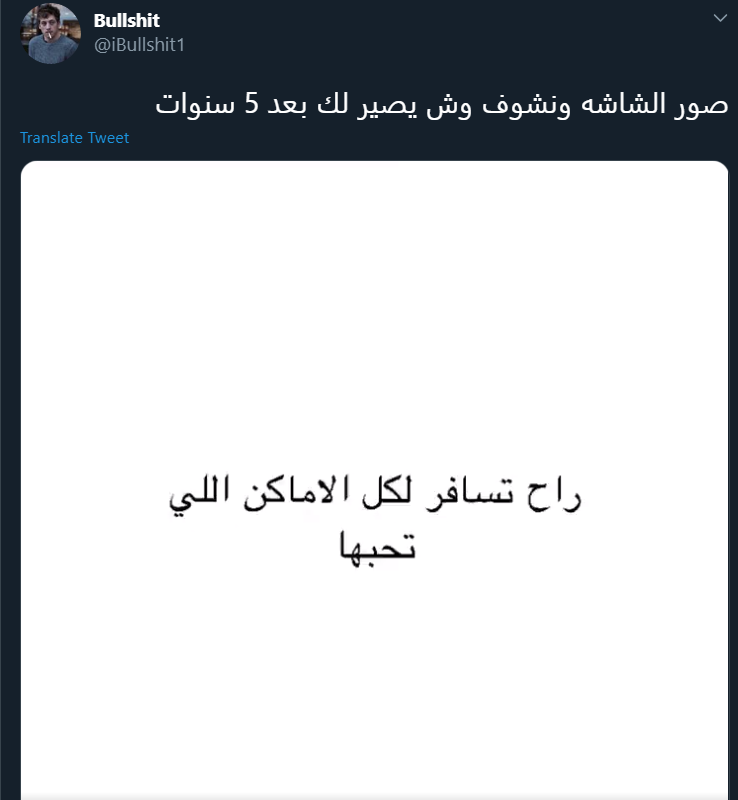 Bullshit
@iBullshit1
صور الشاشه ونشوف وش يصير لك بعد 5 سنوات
Translate Tweet
راح تسافر لكل الاماكن اللي
تحبها